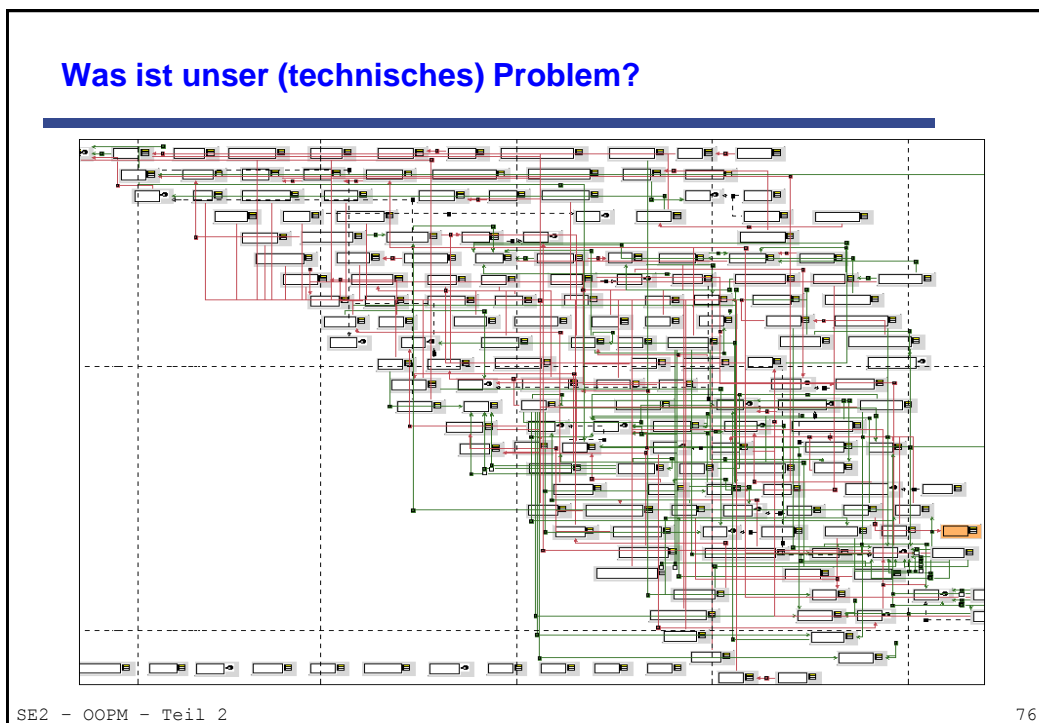 Was ist unser (technisches) Problem?
SE2 - OOPM - Teil 2
76